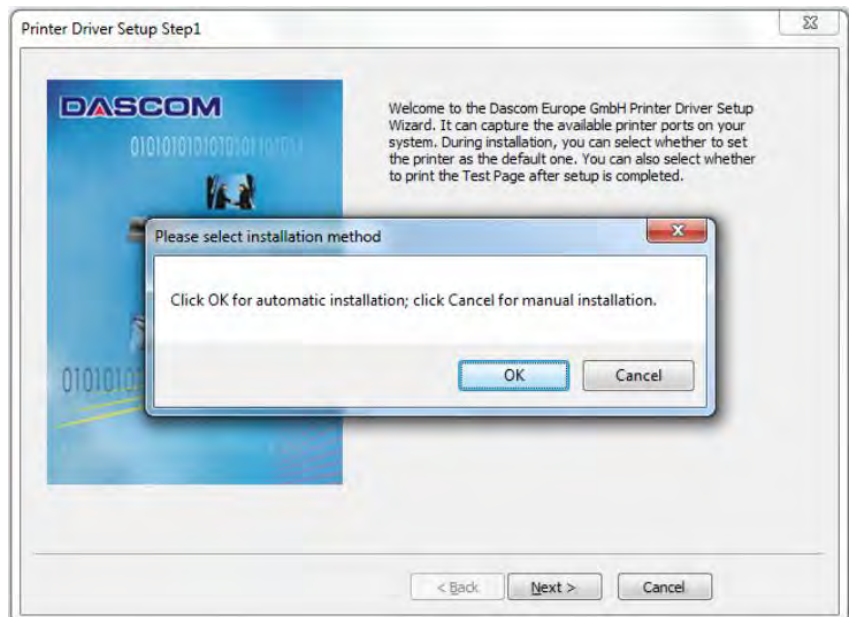 Printer Driver Setup Step1
DASCOM
Welcome to the Dascom Europe GmbH Printer Driver Setup
Wizard. It can capture the available printer ports on your
system. During installation, you can select whether to set
the printer as the default one. You can also select whether
to print the Test Page after setup is completed.
Please select installation method
Click OK for automatic installation; click Cancel for manual installation.
OK
Cancel
0101010
< Back
Next >
Cancel